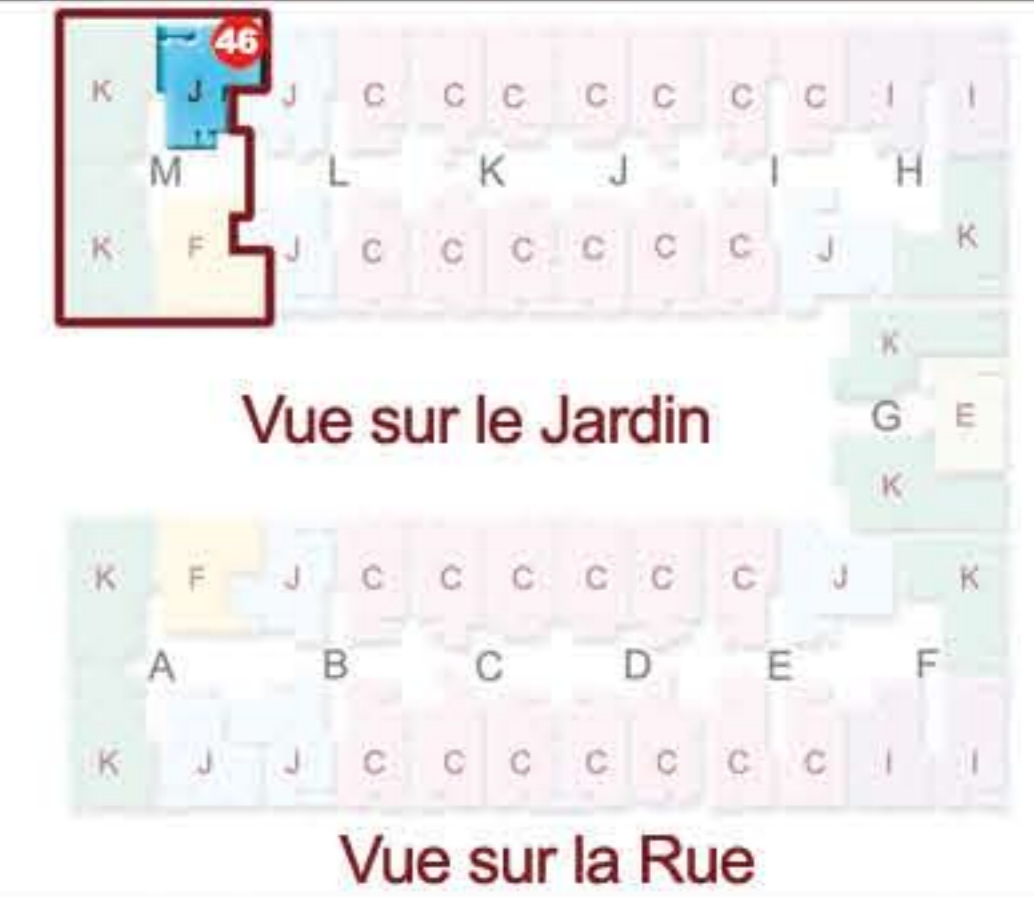 46
K J J C C C C C C C I I
M L K J I H
K F J C C C C C C J K
K
Vue sur le Jardin
G E
K
K F J C C C C C C J K
A B C D E F
K J J C C C C C C C I I
Vue sur la Rue